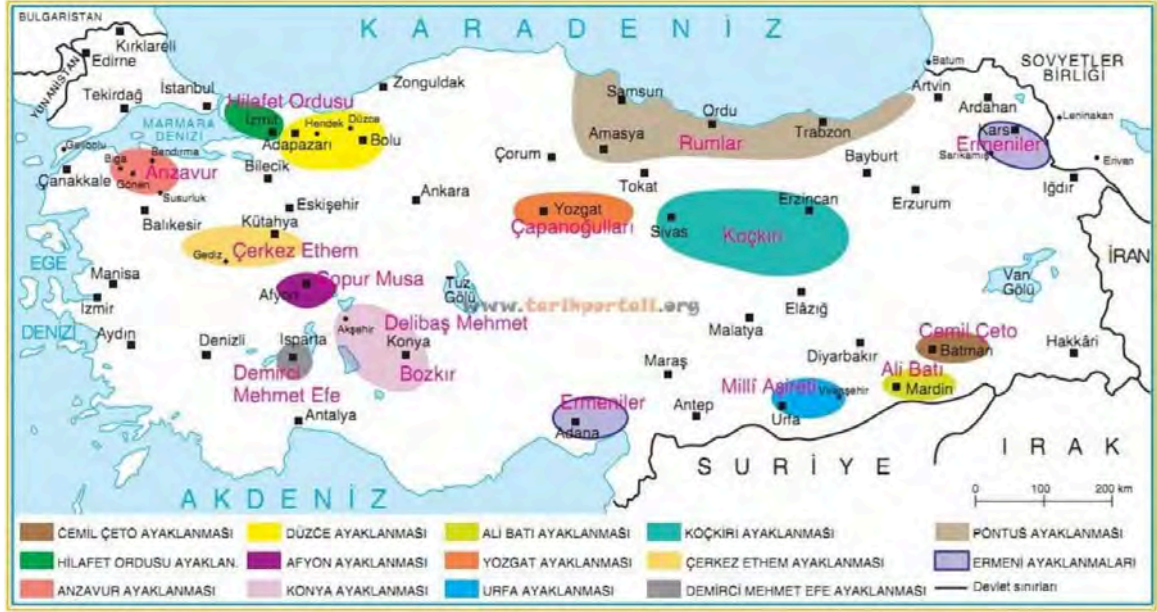 BULGARİSTAN
KARADENİZ
Kırklareli
Edirne
YUNANİSTAN
Tekirdağ
İstanbul
Zonguldak
Hilafet Ordusu
İzmit
Hendek
Düzce
Adapazarı
Bolu
MARMARA
DENİZİ
Gelibolu
Bandırma
Biga
Anzavur
Gönen
Çanakkale
Susurluk
Bilecik
Samsun
Ordu
Trabzon
Amasya
Rumlar
Çorum
Tokat
Batum
Artvin
SOVYETLER
BİRLİĞİ
Ardahan
Leninakan
Kars
Ermeniler
Sarıkamış
Erivan
Bayburt
Iğdır
Erzurum
Erzincan
Balıkesir
Eskişehir
Ankara
Kütahya
Yozgat
Çapanoğulları
Sivas
Koçkıri
Gediz
Çerkez Ethem
EGE
DENİZİ
Manisa
İzmir
Aydın
Denizli
Çopur Musa
Afyon
Tuz
Gölü
www.tarihportali.org
Elâzığ
Malatya
Van
Gölü
İRAN
Akşehir
Delibaş Mehmet
Konya
Bozkır
Isparta
Demirci
Mehmet Efe
Antalya
Cemil Çeto
Batman
Hakkâri
Diyarbakır
Ali Batı
Mardin
Maraş
Milli Aşireti
Urfa
Antep
Ermeniler
Adana
SURİYE
IRAK
AKDENİZ
0 100 200 km
CEMİL ÇETO AYAKLANMASI
DÜZCE AYAKLANMASI
ALİ BATI AYAKLANMASI
KOÇKIRI AYAKLANMASI
PONTUS AYAKLANMASI
HİLAFET ORDUSU AYAKLAN.
AFYON AYAKLANMASI
YOZGAT AYAKLANMASI
ÇERKEZ ETHEM AYAKLANMASI
ERMENİ AYAKLANMALARI
ANZAVUR AYAKLANMASI
KONYA AYAKLANMASI
URFA AYAKLANMASI
DEMİRCİ MEHMET EFE AYAKLANMASI
Devlet sınırları